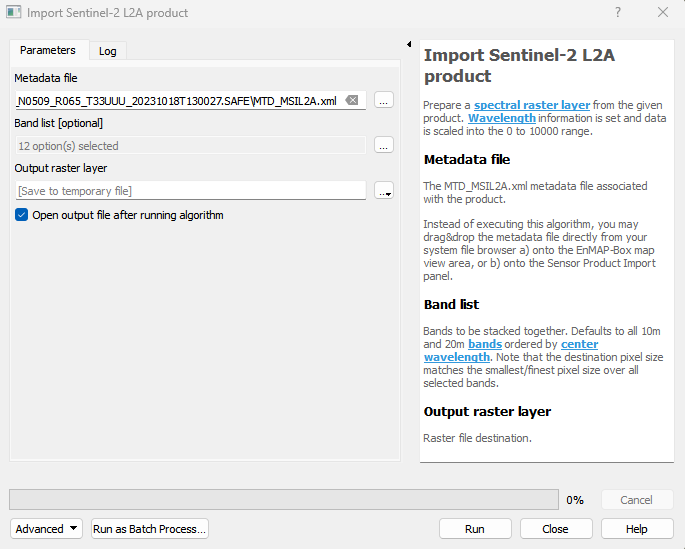 Import Sentinel-2 L2A product
?
Parameters
Log
Metadata file
_N0509_R065_T33UUU_20231018T130027.SAFE\MTD_MSIL2A.xml
...
Band list [optional]
12 option(s) selected
...
Output raster layer
[Save to temporary file]
...
Open output file after running algorithm
Import Sentinel-2 L2A
product
Prepare a spectral raster layer from the given
product. Wavelength information is set and data
is scaled into the 0 to 10000 range.
Metadata file
The MTD_MSIL2A.xml metadata file associated
with the product.
Instead of executing this algorithm, you may
drag&drop the metadata file directly from your
system file browser a) onto the EnMAP-Box map
view area, or b) onto the Sensor Product Import
panel.
Band list
Bands to be stacked together. Defaults to all 10m
and 20m bands ordered by center
wavelength. Note that the destination pixel size
matches the smallest/finest pixel size over all
selected bands.
Output raster layer
Raster file destination.
0%
Cancel
Advanced
Run as Batch Process...
Run
Close
Help